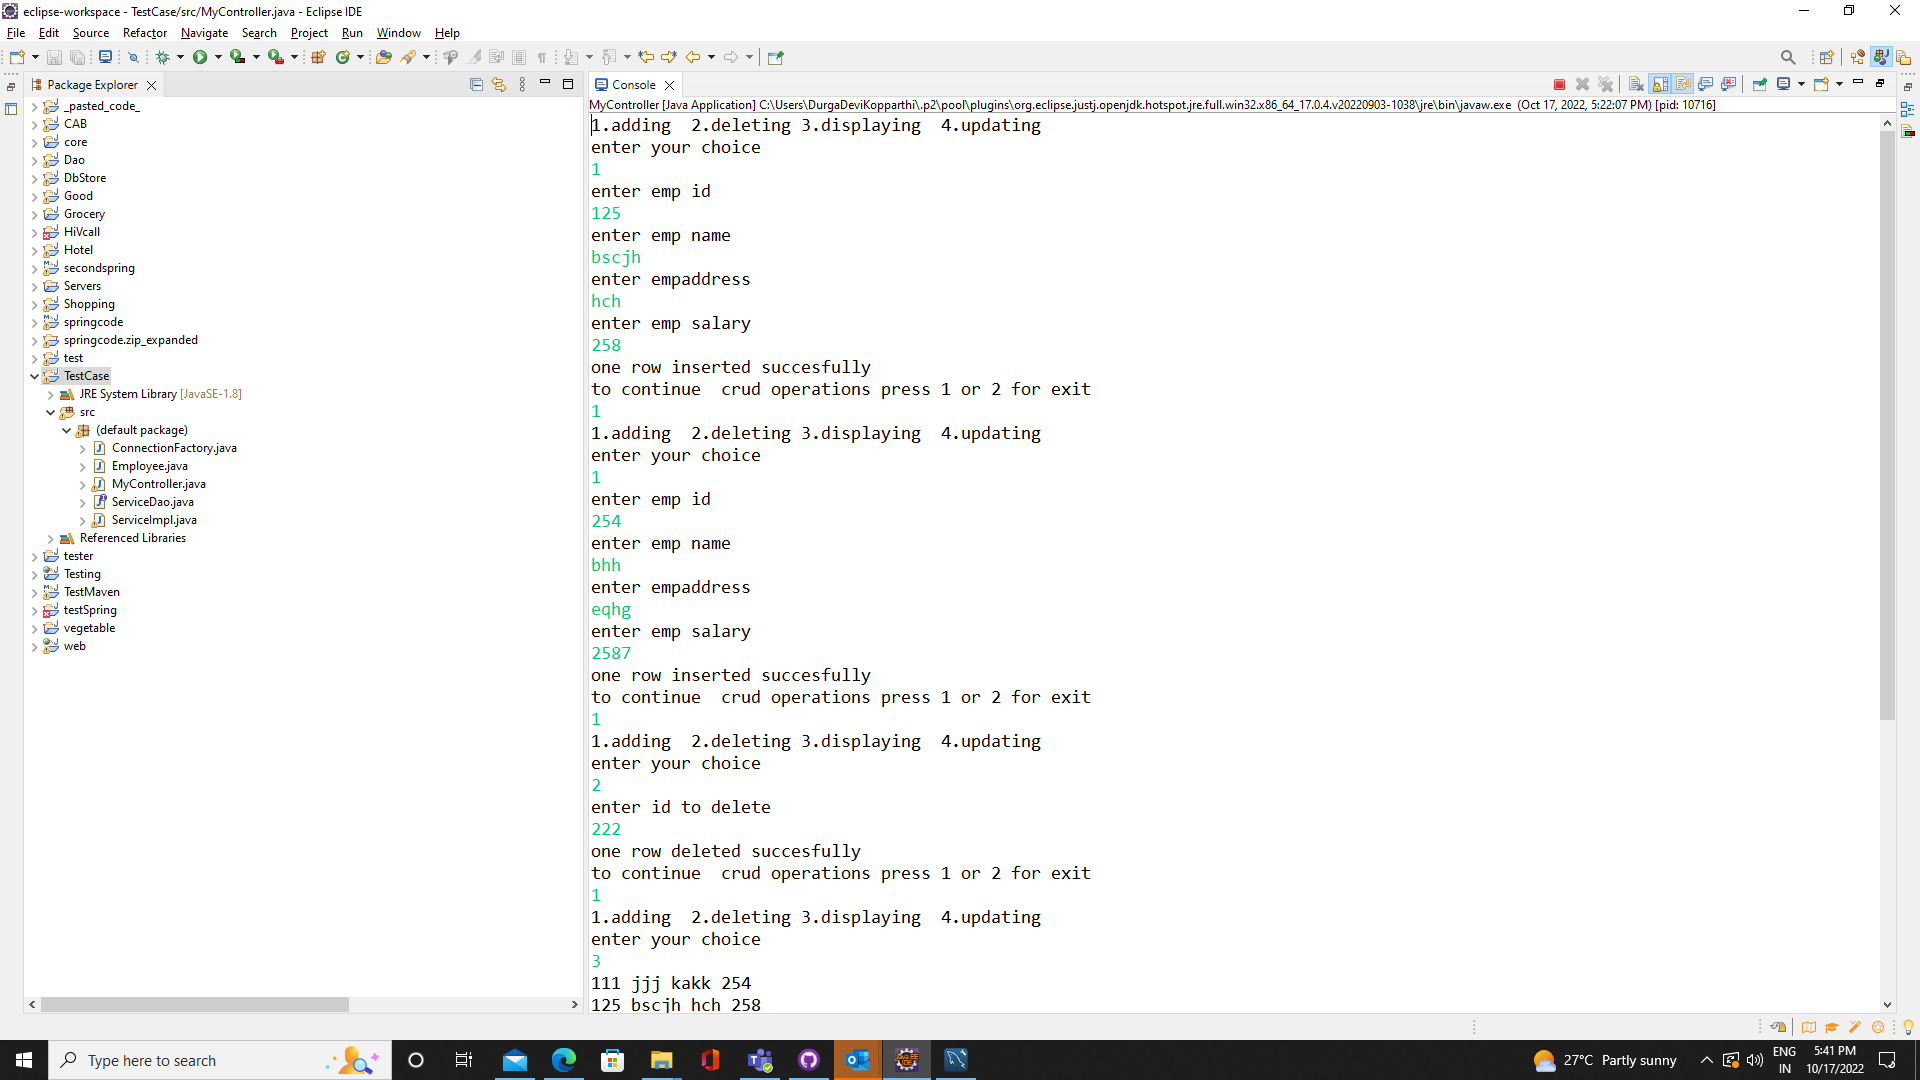 eclipse-workspace - TestCase/src/MyController.java - Eclipse IDE
File Edit Source Refactor Navigate Search Project Run Window Help
Package Explorer
_pasted_code_
CAB
core
Dao
DbStore
Good
Grocery
HiVcall
Hotel
secondspring
Servers
Shopping
springcode
springcode.zip_expanded
test
TestCase
JRE System Library [JavaSE-1.8]
src
(default package)
ConnectionFactory.java
Employee.java
MyController.java
ServiceDao.java
ServiceImpl.java
Referenced Libraries
tester
Testing
TestMaven
testSpring
vegetable
web
Console
MyController [Java Application] C:\Users\DurgaDeviKopparthi\.p2\pool\plugins\org.eclipse.justj.openjdk.hotspot.jre.full.win32.x86_64_17.0.4.v20220903-1038\jre\bin\javaw.exe (Oct 17, 2022, 5:22:07 PM) [pid: 10716]
1.adding  2.deleting 3.displaying  4.updating
enter your choice
1
enter emp id
125
enter emp name
bscjh
enter empaddress
hch
enter emp salary
258
one row inserted succesfully
to continue  crud operations press 1 or 2 for exit
1
1.adding  2.deleting 3.displaying  4.updating
enter your choice
1
enter emp id
254
enter emp name
bhh
enter empaddress
eqhg
enter emp salary
2587
one row inserted succesfully
to continue  crud operations press 1 or 2 for exit
1
1.adding  2.deleting 3.displaying  4.updating
enter your choice
2
enter id to delete
222
one row deleted succesfully
to continue  crud operations press 1 or 2 for exit
1
1.adding  2.deleting 3.displaying  4.updating
enter your choice
3
111 jjj kakk 254
125 bscjh hch 258
Type here to search
27°C Partly sunny
ENG
IN
5:41 PM
10/17/2022